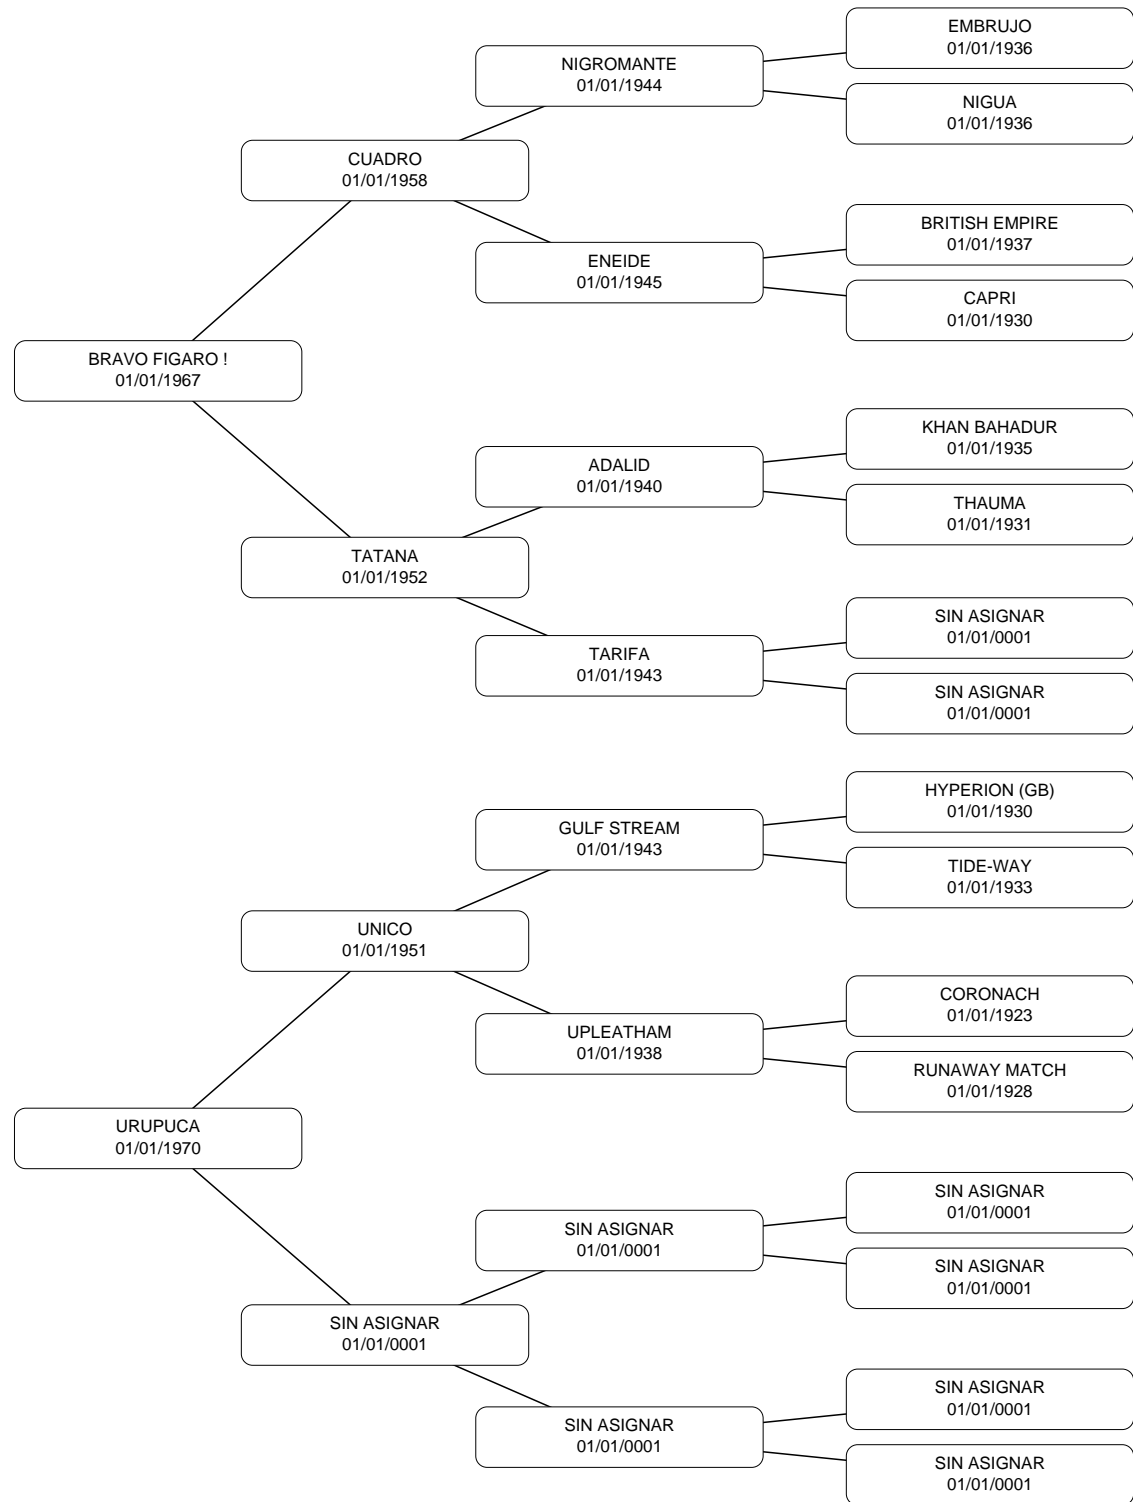 EMBRUJO
01/01/1936
NIGROMANTE
01/01/1944
NIGUA
01/01/1936
CUADRO
01/01/1958
BRITISH EMPIRE
01/01/1937
ENEIDE
01/01/1945
CAPRI
01/01/1930
BRAVO FIGARO !
01/01/1967
KHAN BAHADUR
01/01/1935
ADALID
01/01/1940
THAUMA
01/01/1931
TATANA
01/01/1952
SIN ASIGNAR
01/01/0001
TARIFA
01/01/1943
SIN ASIGNAR
01/01/0001
HYPERION (GB)
01/01/1930
GULF STREAM
01/01/1943
TIDE-WAY
01/01/1933
UNICO
01/01/1951
CORONACH
01/01/1923
UPLEATHAM
01/01/1938
RUNAWAY MATCH
01/01/1928
URUPUCA
01/01/1970
SIN ASIGNAR
01/01/0001
SIN ASIGNAR
01/01/0001
SIN ASIGNAR
01/01/0001
SIN ASIGNAR
01/01/0001
SIN ASIGNAR
01/01/0001
SIN ASIGNAR
01/01/0001
SIN ASIGNAR
01/01/0001